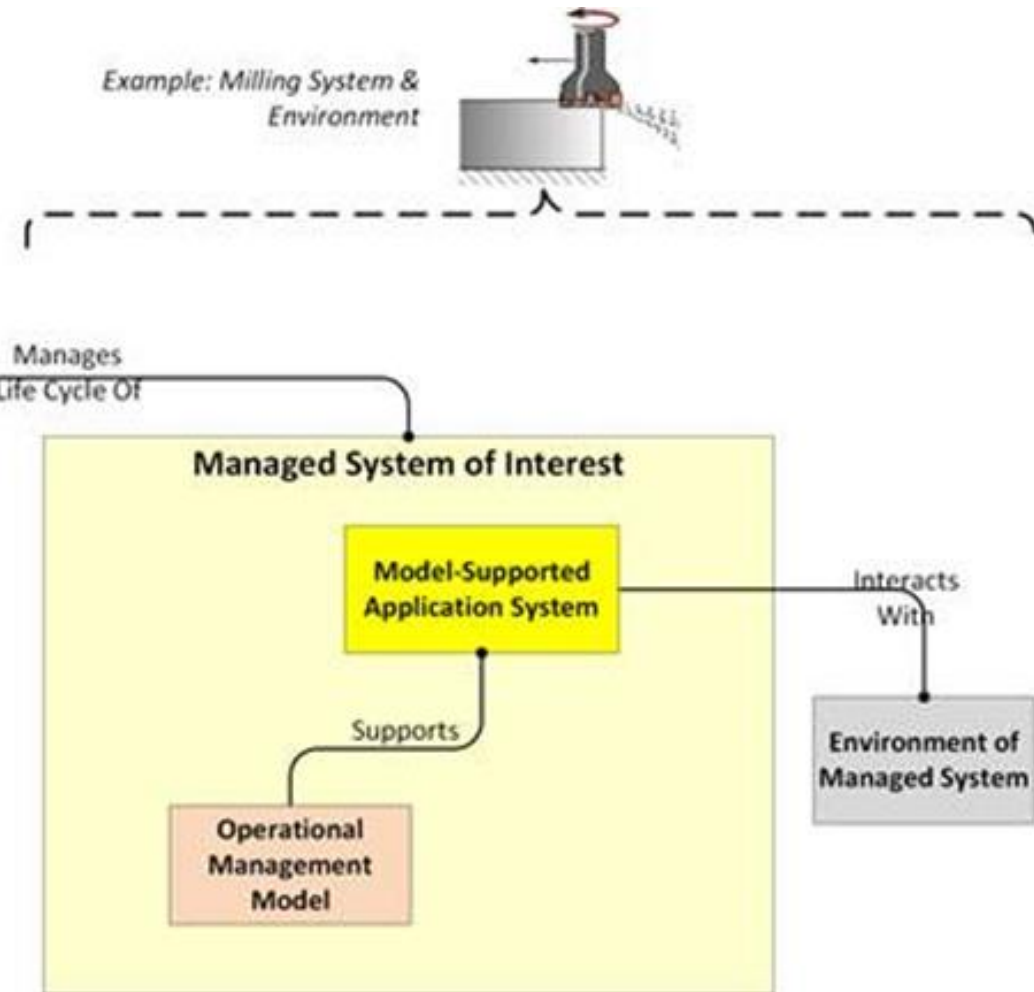 Example: Milling System &
Environment
Manages
Life Cycle Of
Managed System of Interest
Model-Supported
Application System
Interacts
With
Supports
Environment of
Managed System
Operational
Management
Model